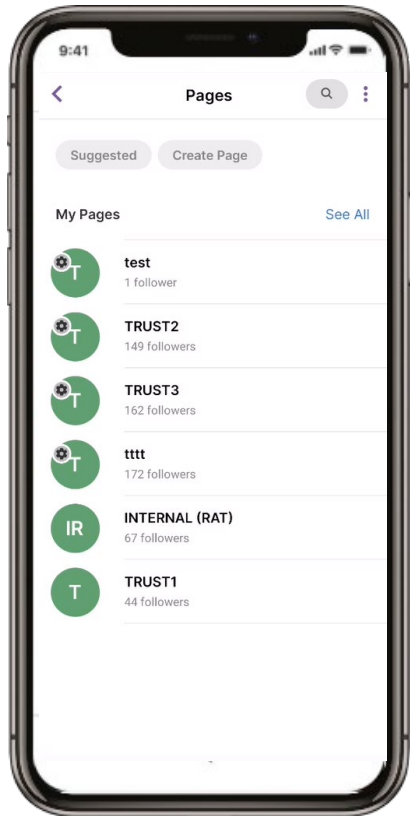 9:41
Pages
Suggested
Create Page
My Pages
See All
T
test
1 follower
T
TRUST2
149 followers
T
TRUST3
162 followers
T
tttt
172 followers
IR
INTERNAL (RAT)
67 followers
T
TRUST1
44 followers